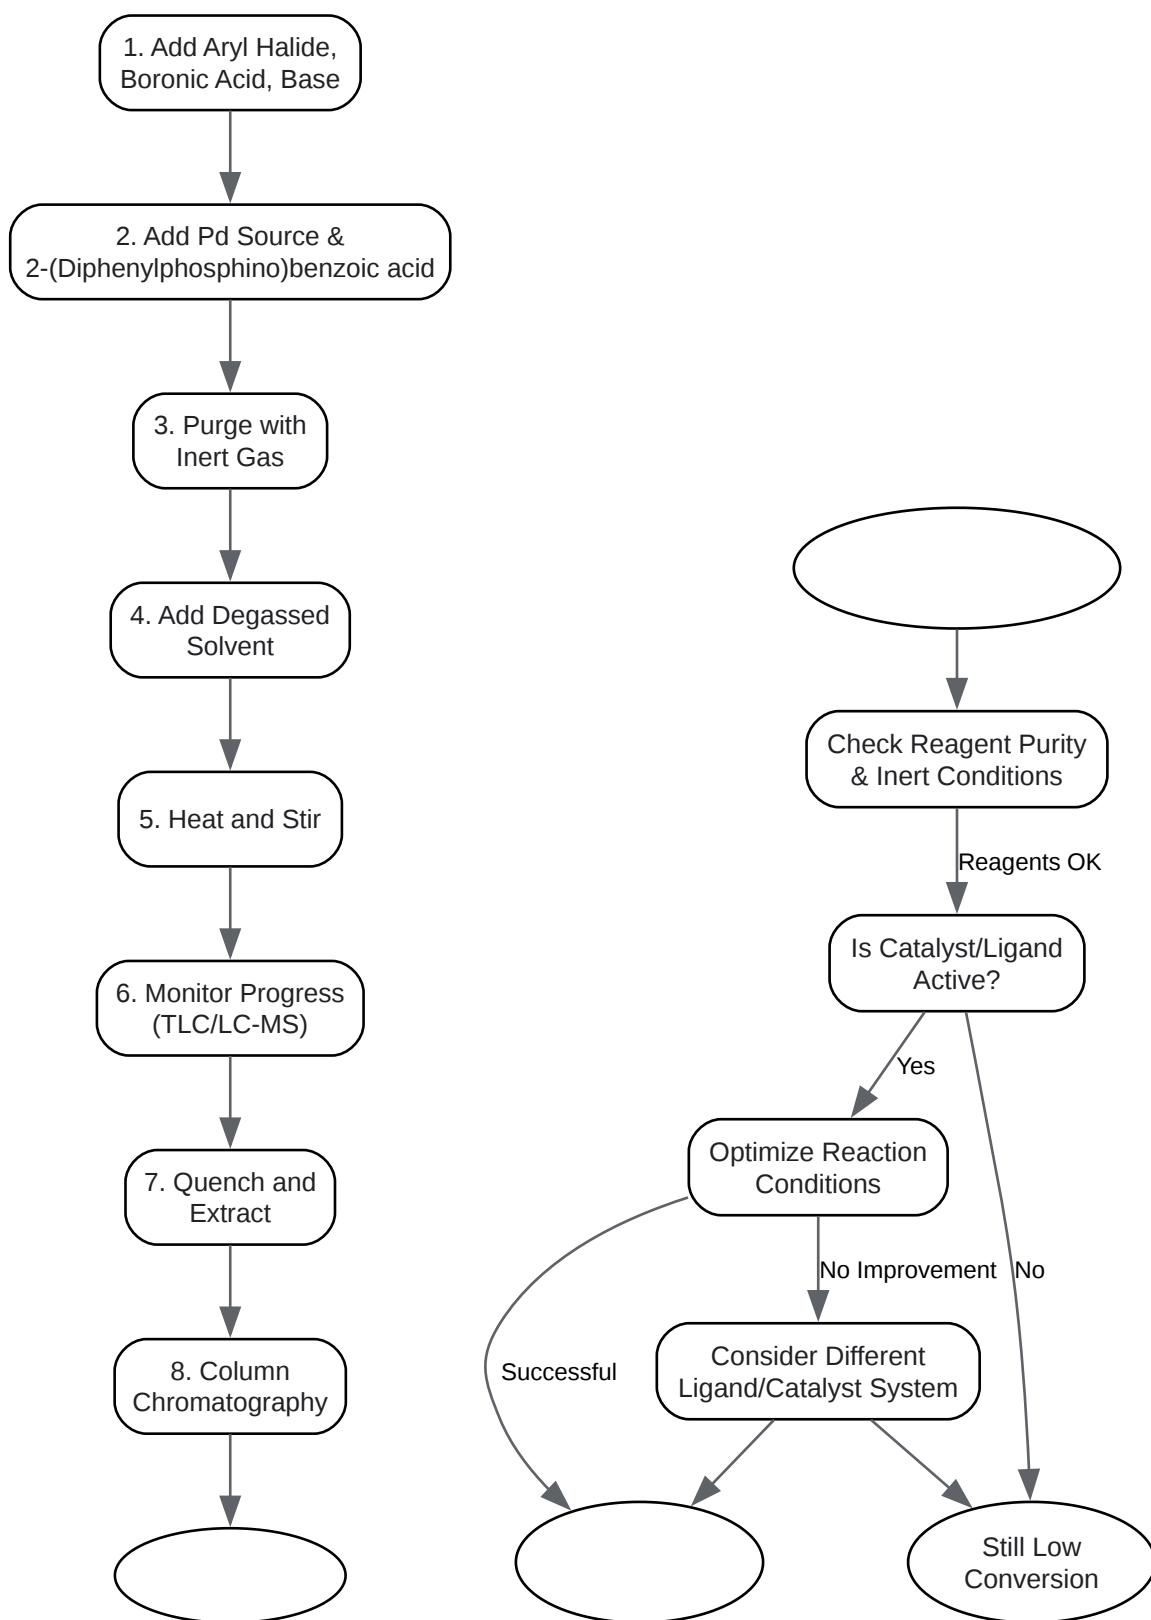 1. Add Aryl Halide,
Boronic Acid, Base
2. Add Pd Source &
2-(Diphenylphosphino)benzoic acid
3. Purge with
Inert Gas
4. Add Degassed
Solvent
5. Heat and Stir
6. Monitor Progress
(TLC/LC-MS)
7. Quench and
Extract
8. Column
Chromatography
Check Reagent Purity
& Inert Conditions
Reagents OK
Is Catalyst/Ligand
Active?
Yes
Optimize Reaction
Conditions
No Improvement
No
Consider Different
Ligand/Catalyst System
Successful
Still Low
Conversion